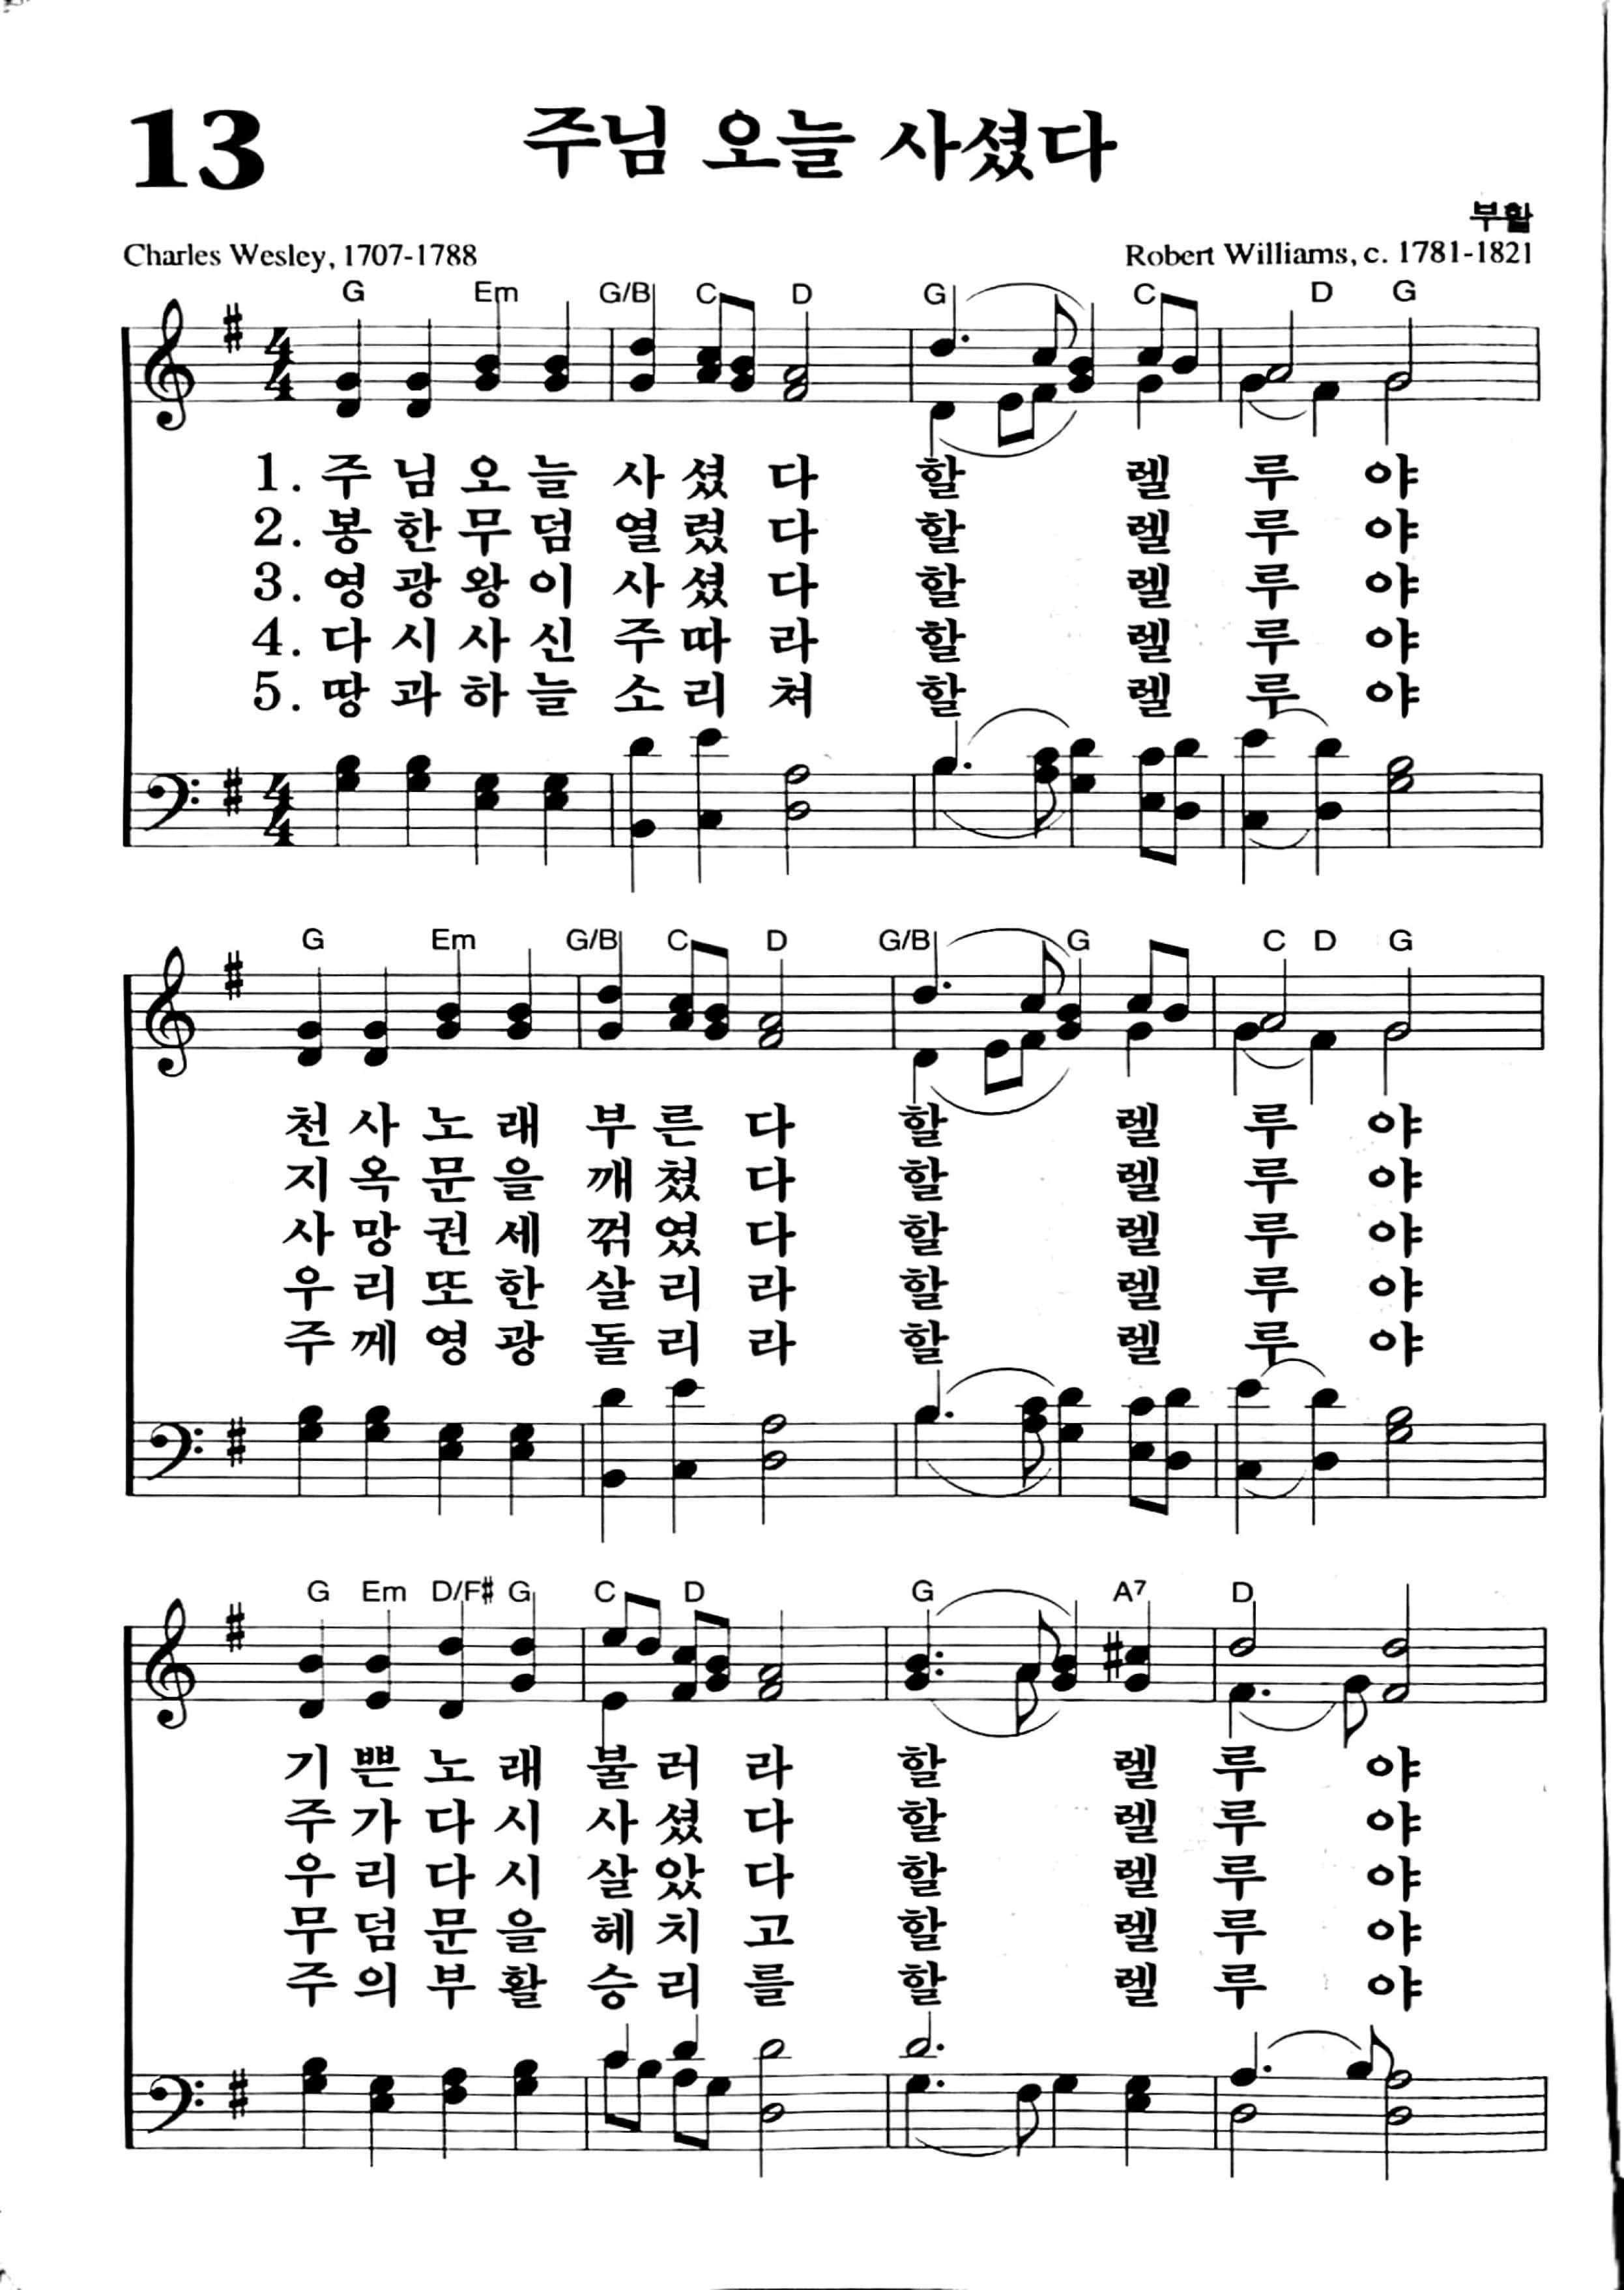 13 주님 오늘 사셨다
부활
Charles Wesley, 1707-1788 Robert Williams, c. 1781-1821
G Em G/B C D G C D G
4/4
1. 주님오늘 사셨다 할렐루야
2. 봉한무덤 열렸다 할렐루야
3. 영광왕이 사셨다 할렐루야
4. 다시사신 주따라 할렐루야
5. 땅과하늘 소리쳐 할렐루야
4/4
G Em G/B C D G/B G C D G
천사노래 부른다 할렐루야
지옥문을 깨쳤다 할렐루야
사망권세 꺾였다 할렐루야
우리또한 살리라 할렐루야
주께영광 돌리라 할렐루야
G Em D/F# G C D G A7 D
기쁜노래 불러라 할렐루야
주가다시 사셨다 할렐루야
우리다시 살았다 할렐루야
무덤문을 헤치고 할렐루야
주의부활 승리를 할렐루야